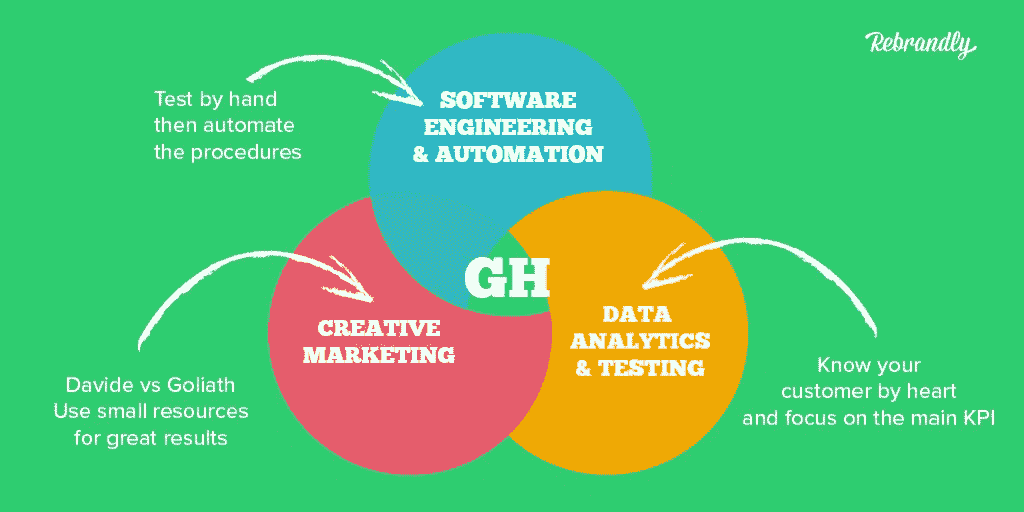 Rebrandly
Test by hand
then automate
the procedures
SOFTWARE
ENGINEERING
& AUTOMATION
GH
CREATIVE
MARKETING
DATA
ANALYTICS
& TESTING
Davide vs Goliath
Use small resources
for great results
Know your
customer by heart
and focus on the main KPI